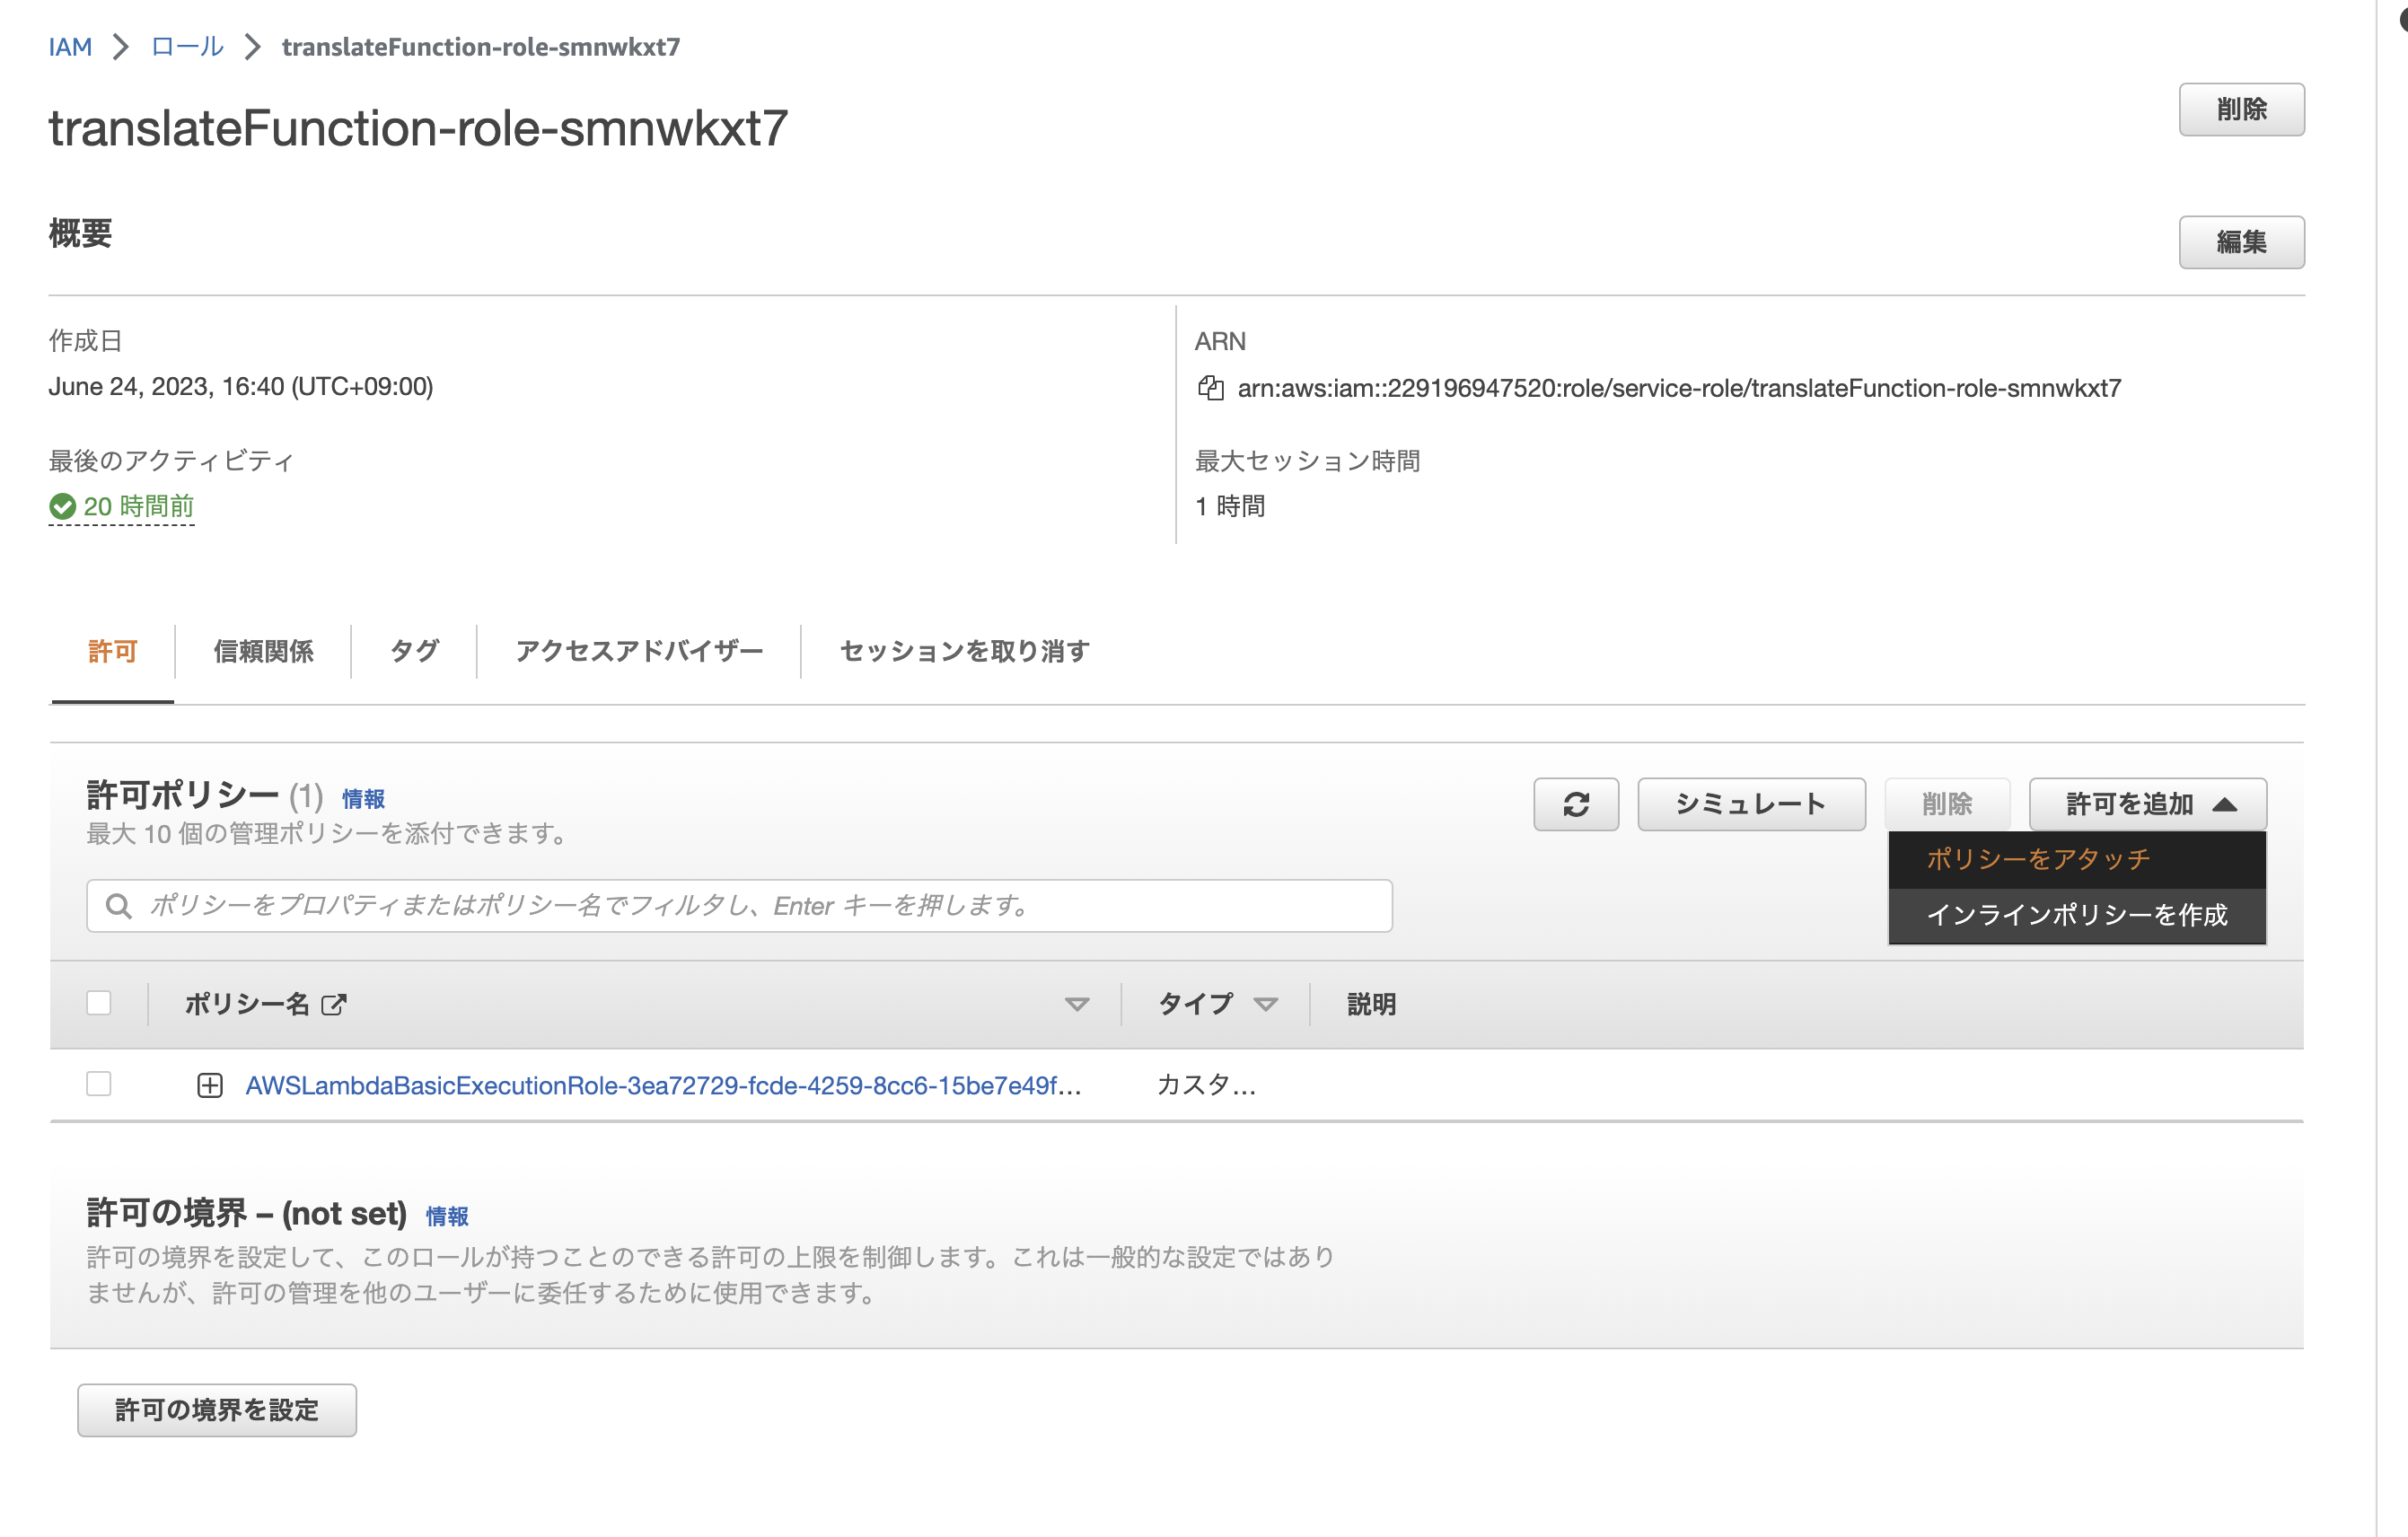 IAM > ロール > translateFunction-role-smnwkxt7
translateFunction-role-smnwkxt7
削除
概要
編集
作成日
June 24, 2023, 16:40 (UTC+09:00)
ARN
arn:aws:iam::229196947520:role/service-role/translateFunction-role-smnwkxt7
最後のアクティビティ
20 時間前
最大セッション時間
1 時間
許可 信頼関係 タグ アクセスアドバイザー セッションを取り消す
許可ポリシー (1) 情報
最大 10 個の管理ポリシーを添付できます。
シミュレート 削除 許可を追加
ポリシーをアタッチ
インラインポリシーを作成
ポリシーをプロパティまたはポリシー名でフィルタし、Enter キーを押します。
ポリシー名 タイプ 説明
AWSLambdaBasicExecutionRole-3ea72729-fcde-4259-8cc6-15be7e49f... カスタ...
許可の境界 – (not set) 情報
許可の境界を設定して、このロールが持つことのできる許可の上限を制御します。これは一般的な設定ではあり
ませんが、許可の管理を他のユーザーに委任するために使用できます。
許可の境界を設定